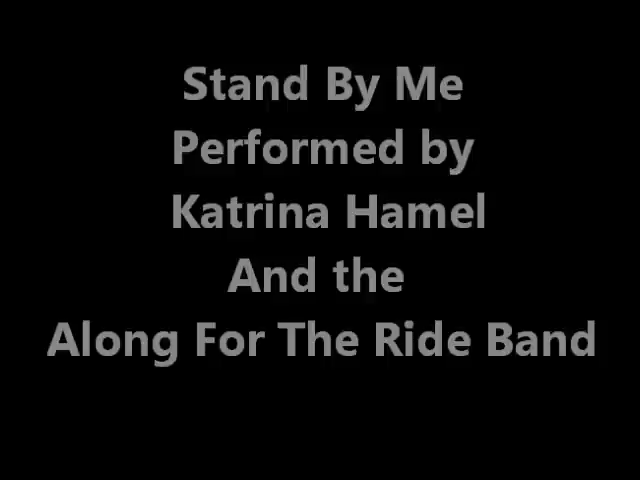 Stand By Me
Performed by
Katrina Hamel
And the
Along For The Ride Band